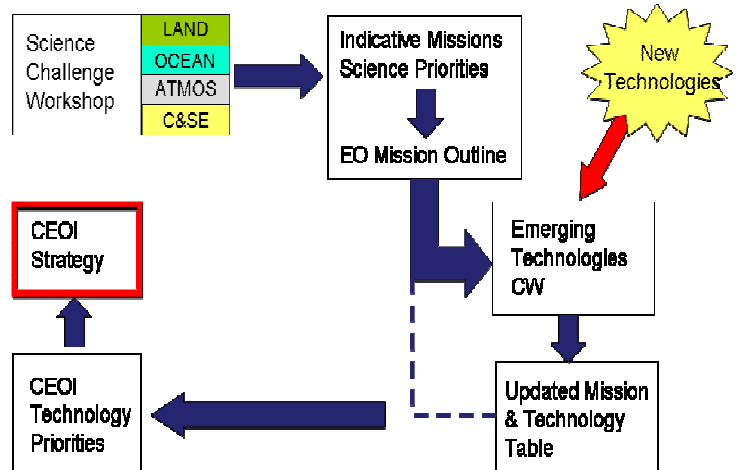 Science
Challenge
Workshop
LAND
OCEAN
ATMOS
C&SE
Indicative Missions
Science Priorities
EO Mission Outline
New
Technologies
CEOI
Strategy
Emerging
Technologies
CW
CEOI
Technology
Priorities
Updated Mission
& Technology
Table